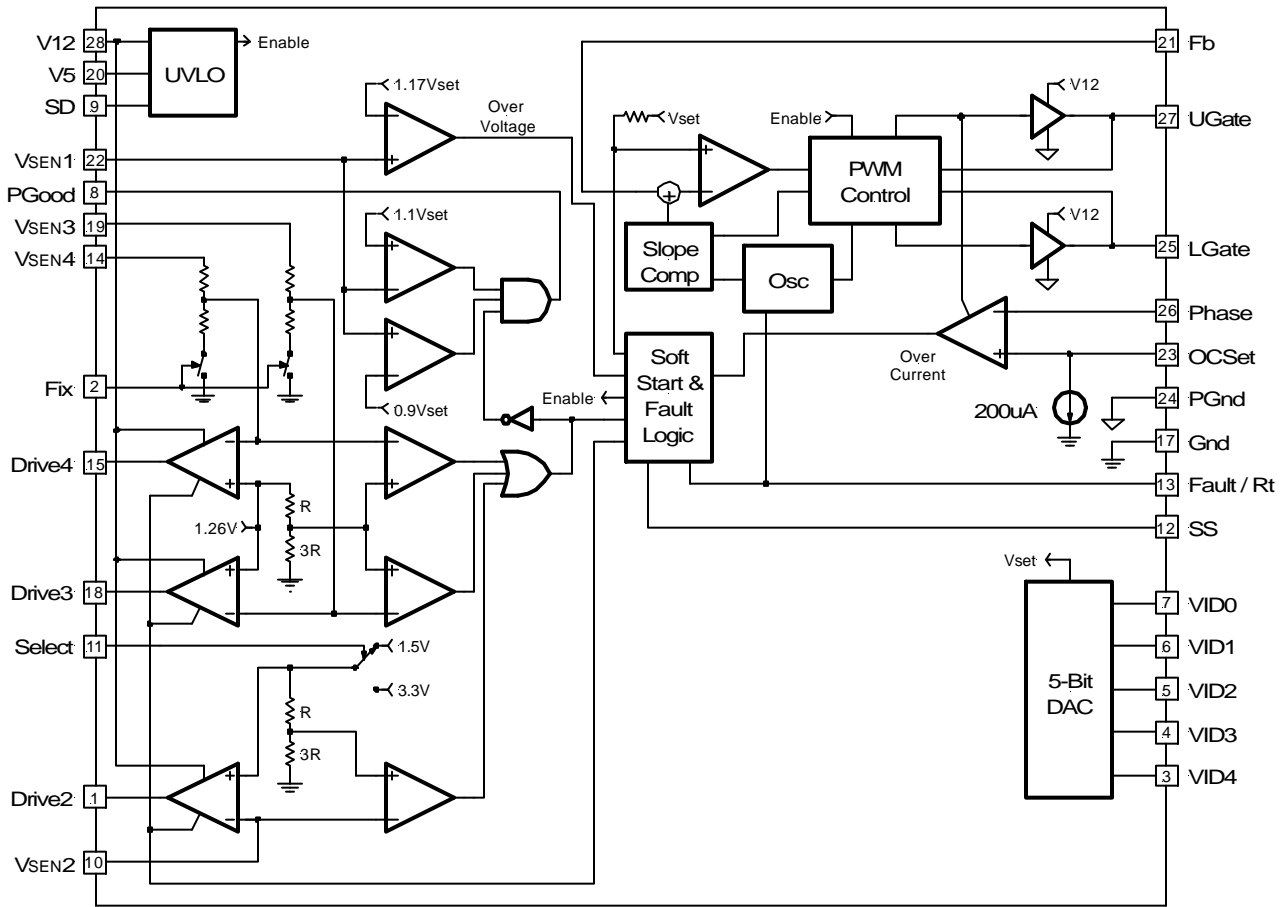 V12 28
V5 20
SD 9
UVLO
Enable
VSEN1 22
PGood 8
VSEN3 19
VSEN4 14
Fix 2
Drive4 15
Drive3 18
Select 11
Drive2 1
VSEN2 10
1.17Vset
Over
Voltage
1.1Vset
0.9Vset
1.26V
R
3R
1.5V
3.3V
R
3R
Vset
Enable
PWM
Control
V12
V12
Slope
Comp
Osc
Soft
Start &
Fault
Logic
Enable
Over
Current
200uA
Vset
5-Bit
DAC
21 Fb
27 UGate
25 LGate
26 Phase
23 OCSet
24 PGnd
17 Gnd
13 Fault / Rt
12 SS
7 VID0
6 VID1
5 VID2
4 VID3
3 VID4